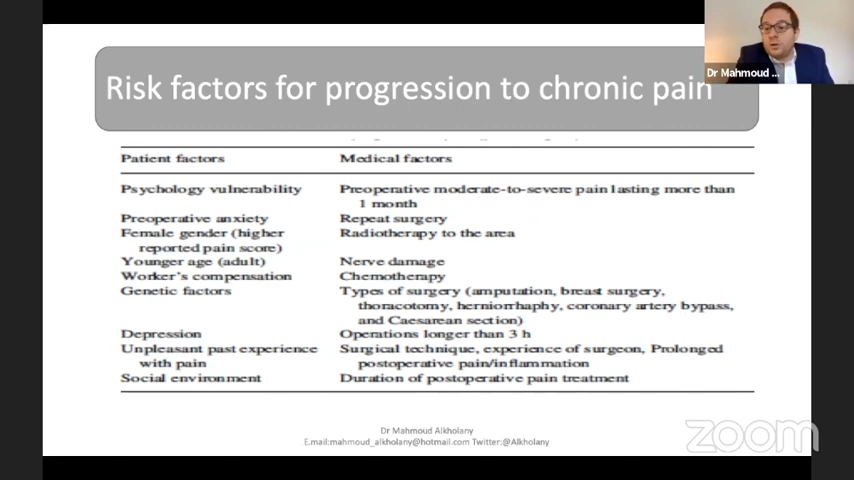 Dr Mahmoud ...
Risk factors for progression to chronic pain
Patient factors Medical factors
Psychology vulnerability Preoperative moderate-to-severe pain lasting more than
1 month
Preoperative anxiety Repeat surgery
Female gender (higher Radiotherapy to the area
reported pain score)
Younger age (adult) Nerve damage
Worker's compensation Chemotherapy
Genetic factors Types of surgery (amputation, breast surgery,
thoracotomy, herniorrhaphy, coronary artery bypass,
and Caesarean section)
Depression Operations longer than 3 h
Unpleasant past experience Surgical technique, experience of surgeon, Prolonged
with pain postoperative pain/inflammation
Social environment Duration of postoperative pain treatment
Dr Mahmoud Alkholany
E.mail:mahmoud_alkholany@hotmail.com Twitter:@Alkholany
zoom